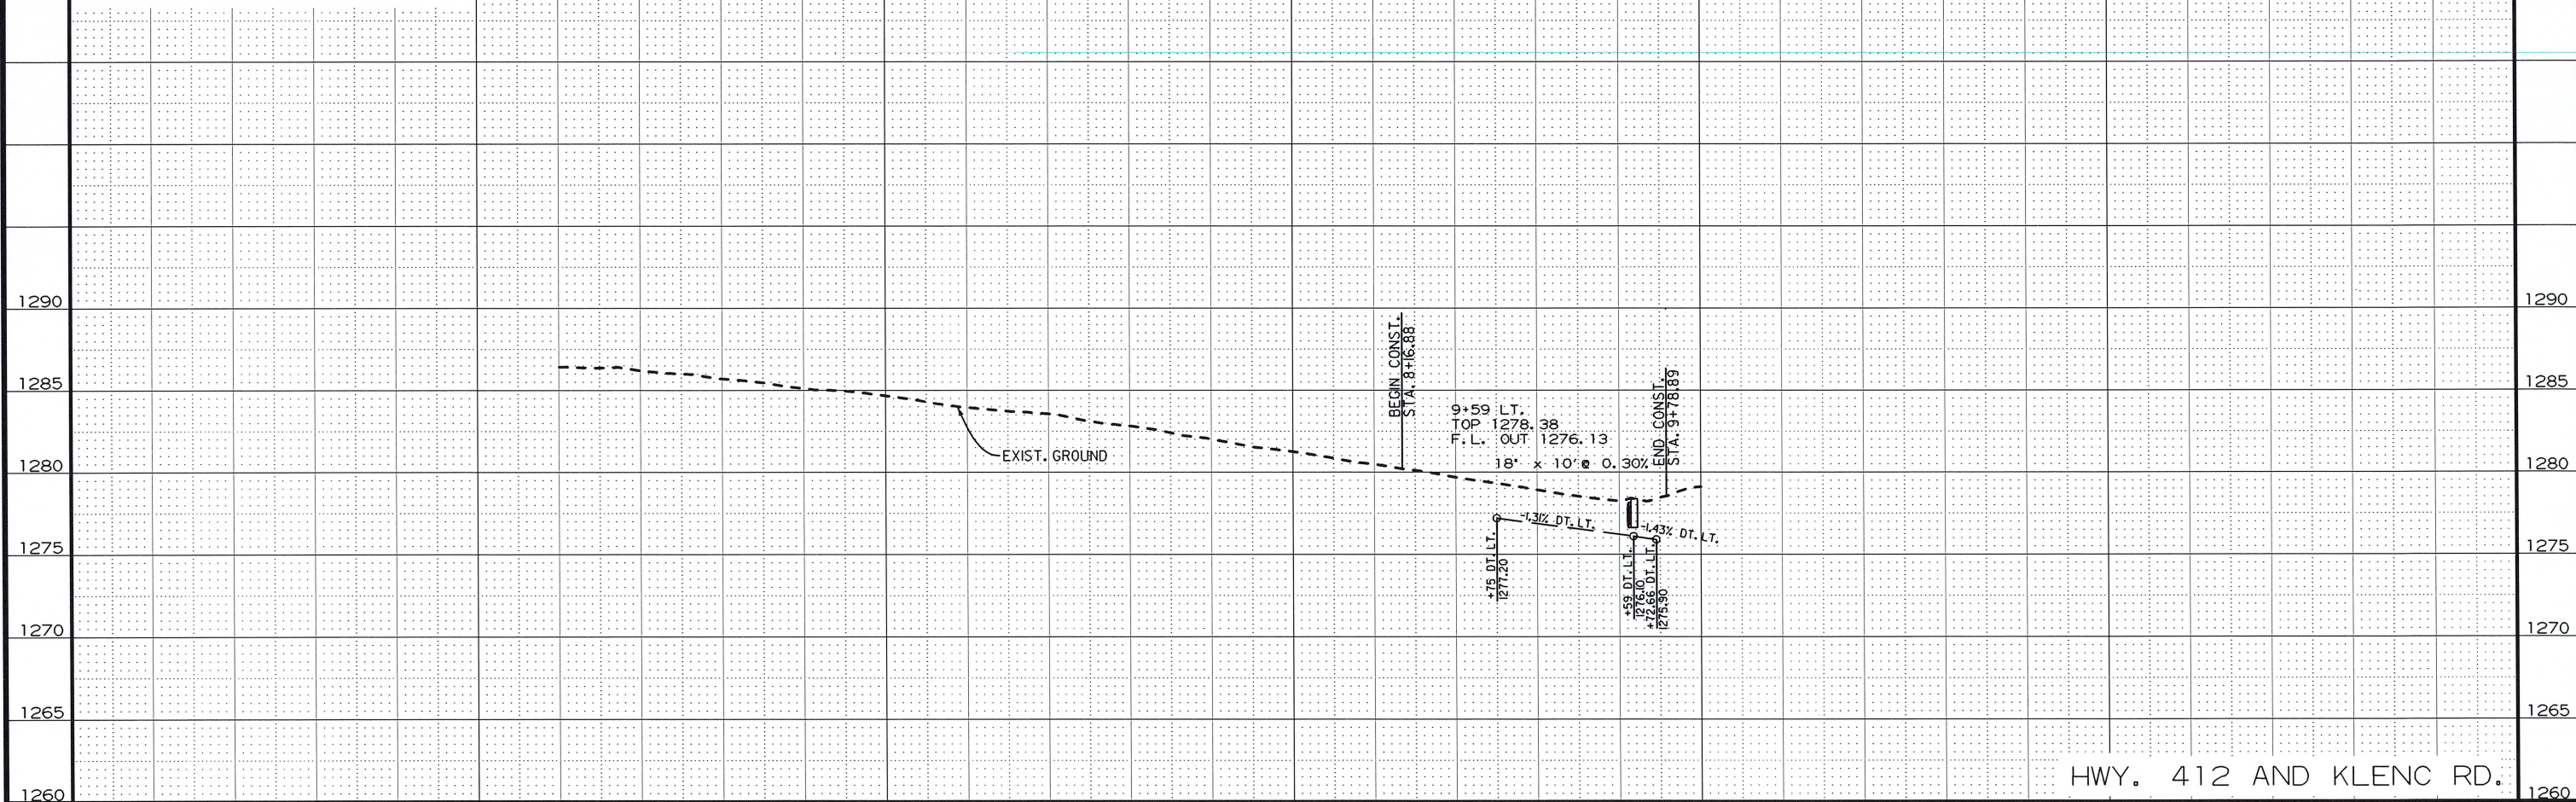 1290
1290
1285
1285
1280
1280
1275
1275
1270
1270
1265
1265
1260
1260
BEGIN CONST.
STA. 8+16.88
9+59 LT.
TOP 1278.38
F.L. OUT 1276.13
18" x 10' @ 0.30%
END CONST.
STA. 9+78.89
EXIST. GROUND
-1.31% DT. LT.
-1.43% DT. LT.
+75 DT. LT.
1277.20
+59 DT. LT.
1276.10
+72.66 DT. LT.
1275.90
HWY. 412 AND KLENC RD.